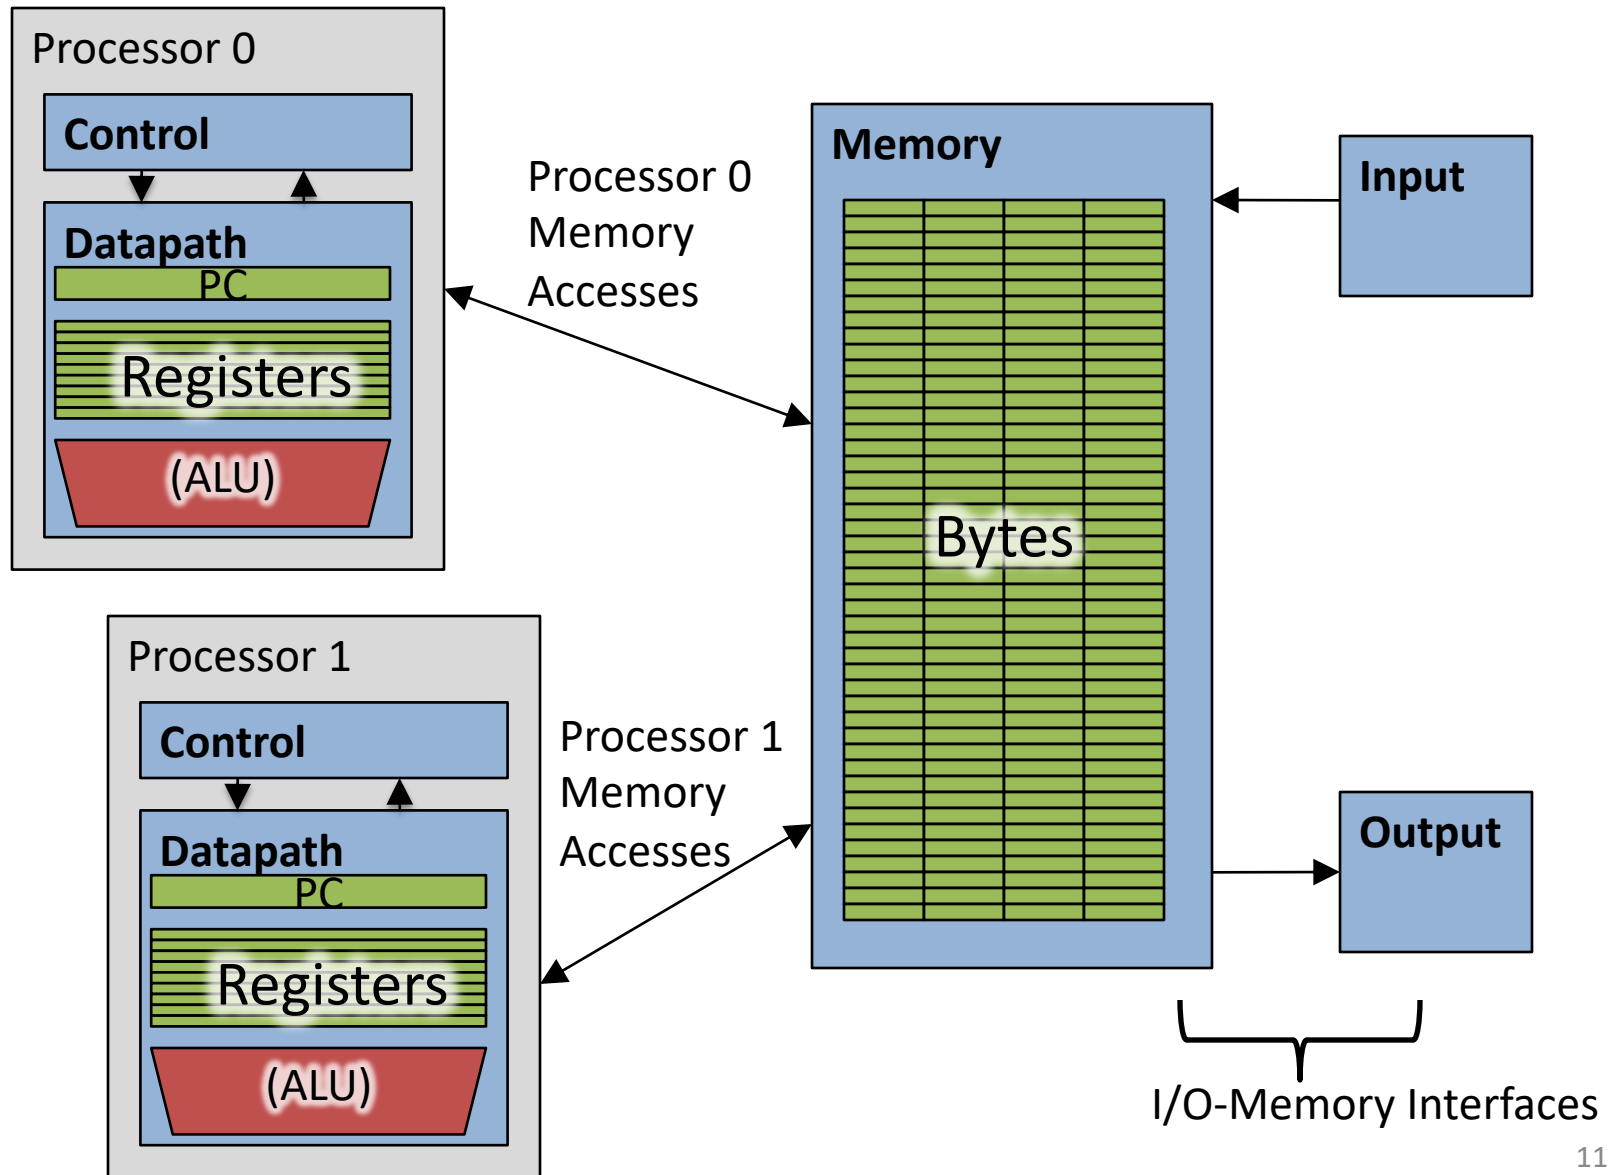 Processor 0
Control
Datapath
PC
Registers
(ALU)
Processor 0
Memory
Accesses
Memory
Bytes
Input
Processor 1
Control
Datapath
PC
Registers
(ALU)
Processor 1
Memory
Accesses
Output
I/O-Memory Interfaces
11